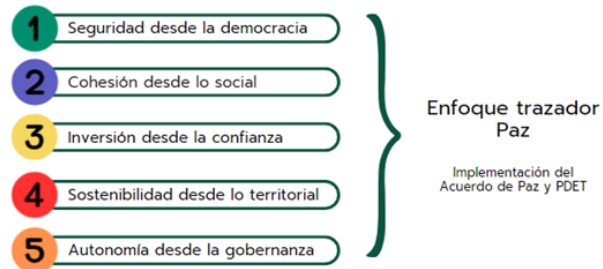 1 Seguridad desde la democracia
2 Cohesión desde lo social
3 Inversión desde la confianza
4 Sostenibilidad desde lo territorial
5 Autonomía desde la gobernanza
Enfoque trazador
Paz
Implementación del
Acuerdo de Paz y PDET